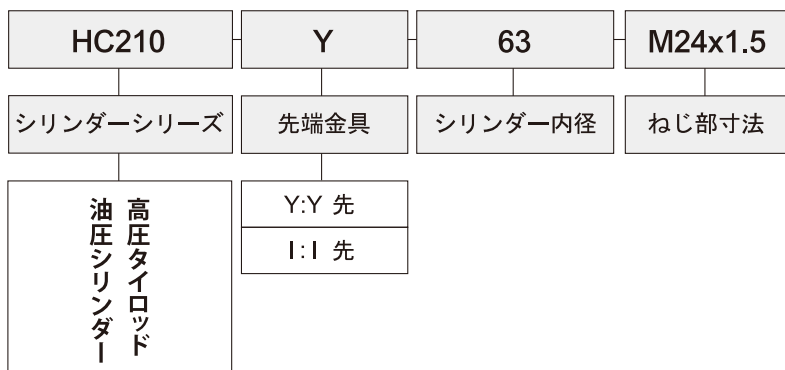 HC210 Y 63 M24x1.5
シリンダーシリーズ 先端金具 シリンダー内径 ねじ部寸法
高圧タイロッド
油圧シリンダー
Y:Y 先
I:I 先